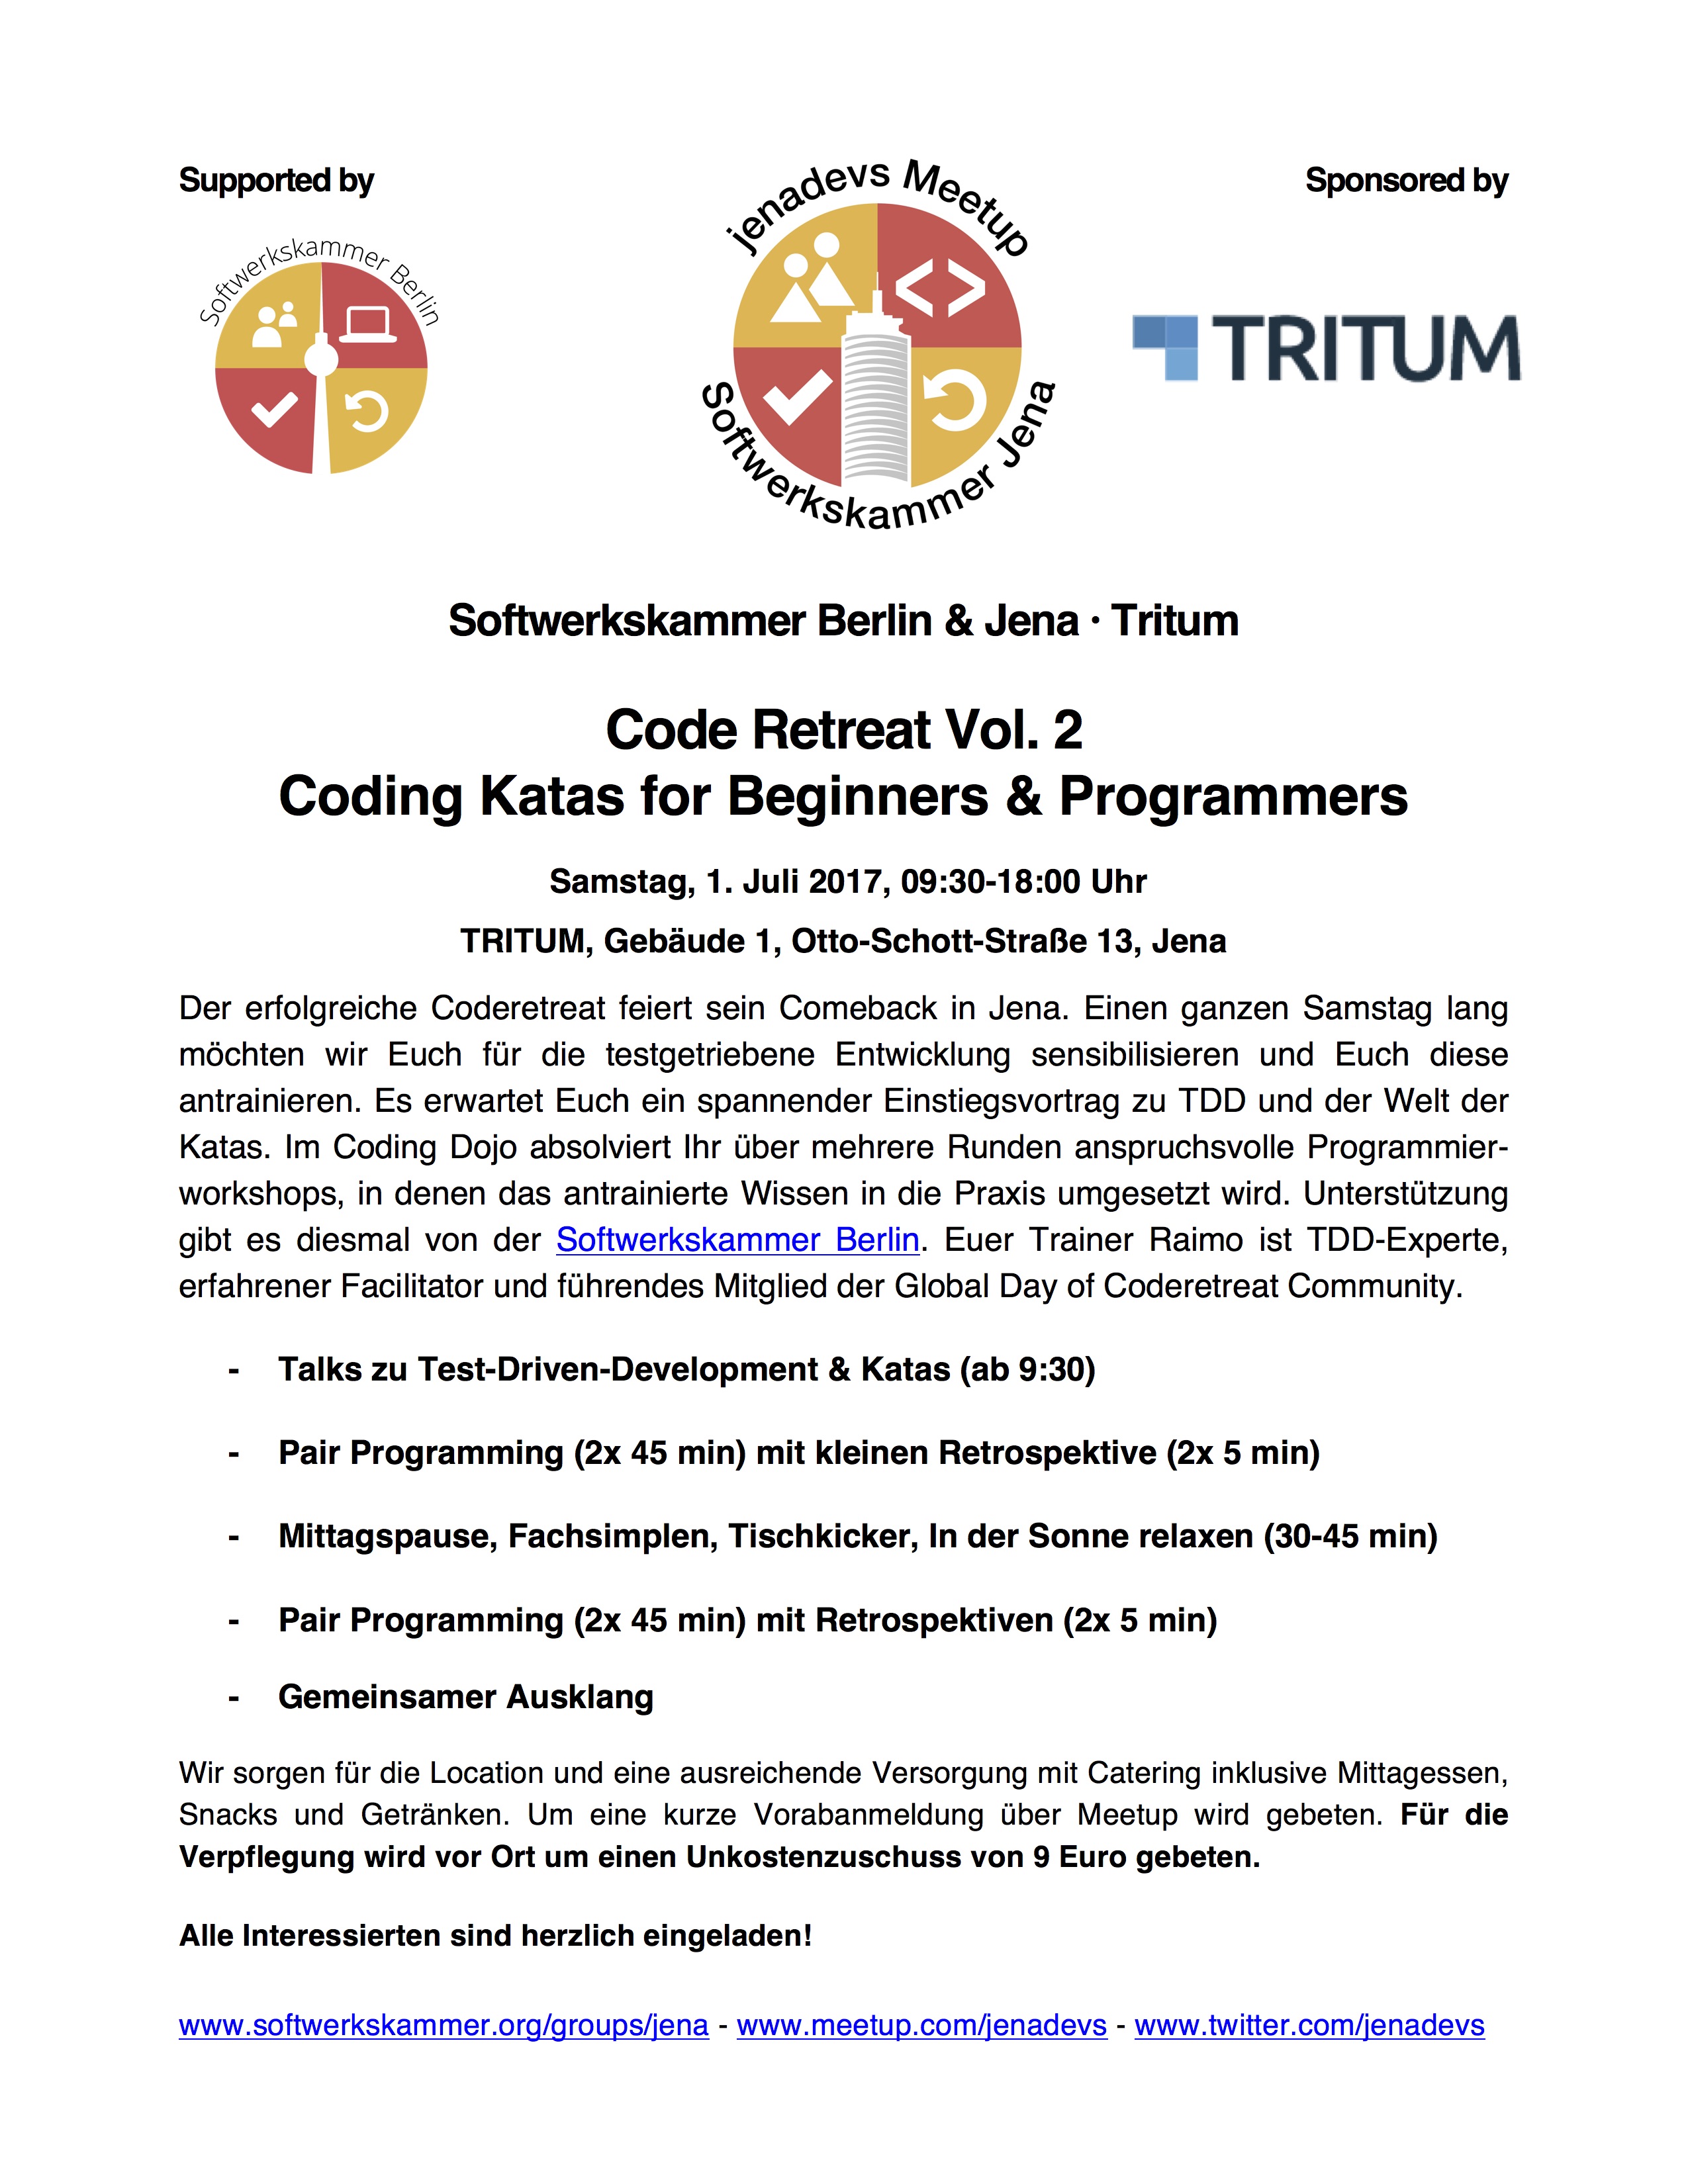 Supported by
Sponsored by
Softwerkskammer Berlin
jenadevs Meetup
Softwerkskammer Jena
TRITUM
Softwerkskammer Berlin & Jena · Tritum
Code Retreat Vol. 2
Coding Katas for Beginners & Programmers
Samstag, 1. Juli 2017, 09:30-18:00 Uhr
TRITUM, Gebäude 1, Otto-Schott-Straße 13, Jena
Der erfolgreiche Coderetreat feiert sein Comeback in Jena. Einen ganzen Samstag lang
möchten wir Euch für die testgetriebene Entwicklung sensibilisieren und Euch diese
antrainieren. Es erwartet Euch ein spannender Einstiegsvortrag zu TDD und der Welt der
Katas. Im Coding Dojo absolviert Ihr über mehrere Runden anspruchsvolle Programmier-
workshops, in denen das antrainierte Wissen in die Praxis umgesetzt wird. Unterstützung
gibt es diesmal von der Softwerkskammer Berlin. Euer Trainer Raimo ist TDD-Experte,
erfahrener Facilitator und führendes Mitglied der Global Day of Coderetreat Community.
- Talks zu Test-Driven-Development & Katas (ab 9:30)
- Pair Programming (2x 45 min) mit kleinen Retrospektive (2x 5 min)
- Mittagspause, Fachsimplen, Tischkicker, In der Sonne relaxen (30-45 min)
- Pair Programming (2x 45 min) mit Retrospektiven (2x 5 min)
- Gemeinsamer Ausklang
Wir sorgen für die Location und eine ausreichende Versorgung mit Catering inklusive Mittagessen,
Snacks und Getränken. Um eine kurze Vorabanmeldung über Meetup wird gebeten. Für die
Verpflegung wird vor Ort um einen Unkostenzuschuss von 9 Euro gebeten.
Alle Interessierten sind herzlich eingeladen!
www.softwerkskammer.org/groups/jena - www.meetup.com/jenadevs - www.twitter.com/jenadevs